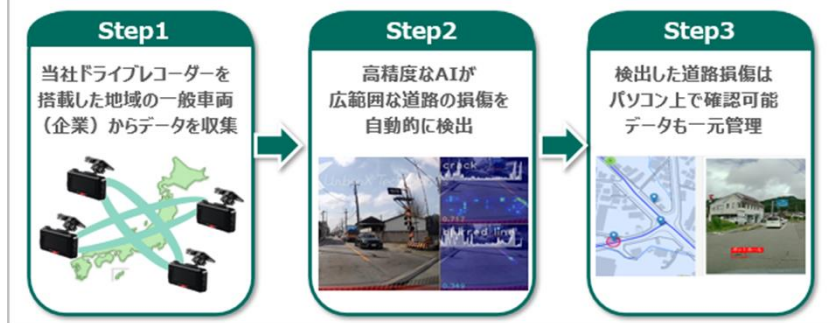 Step1
当社ドライブレコーダーを
搭載した地域の一般車両
（企業）からデータを収集
Step2
高精度なAIが
広範囲な道路の損傷を
自動的に検出
crack
0.717
blurred line
Step3
検出した道路損傷は
パソコン上で確認可能
データも一元管理